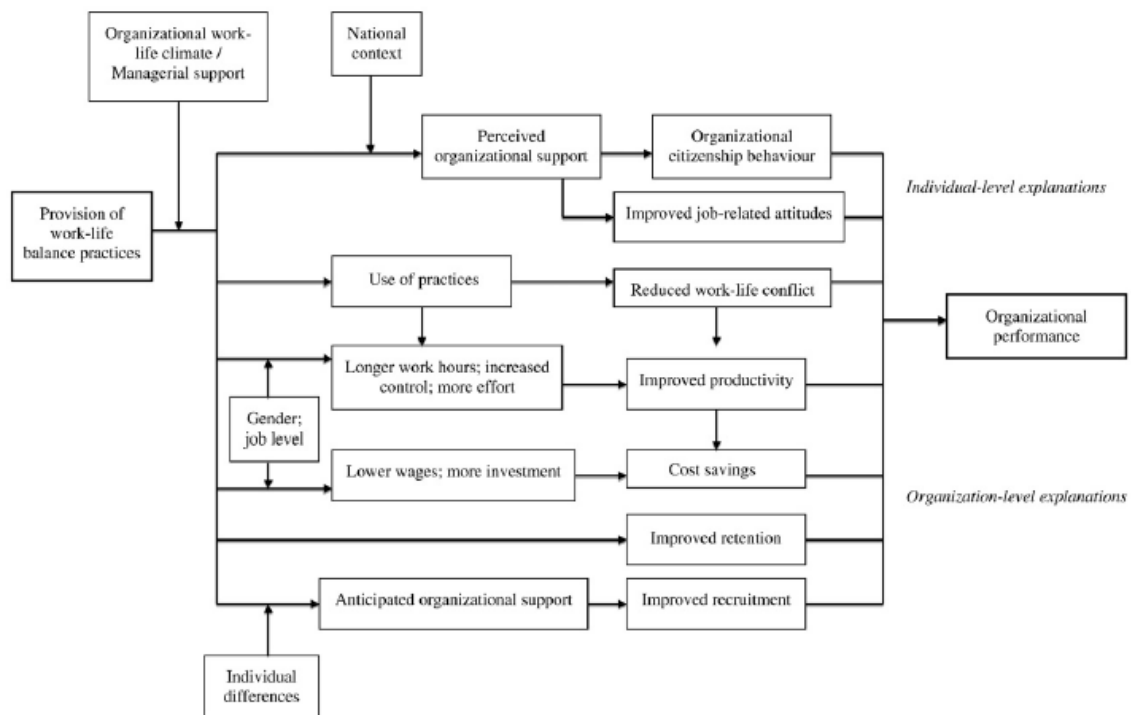 Organizational work-
life climate /
Managerial support
National
context
Perceived
organizational support
Organizational
citizenship behaviour
Individual-level explanations
Improved job-related attitudes
Provision of
work-life
balance practices
Use of practices
Reduced work-life conflict
Organizational
performance
Longer work hours; increased
control; more effort
Improved productivity
Gender;
job level
Lower wages; more investment
Cost savings
Organization-level explanations
Improved retention
Anticipated organizational support
Improved recruitment
Individual
differences